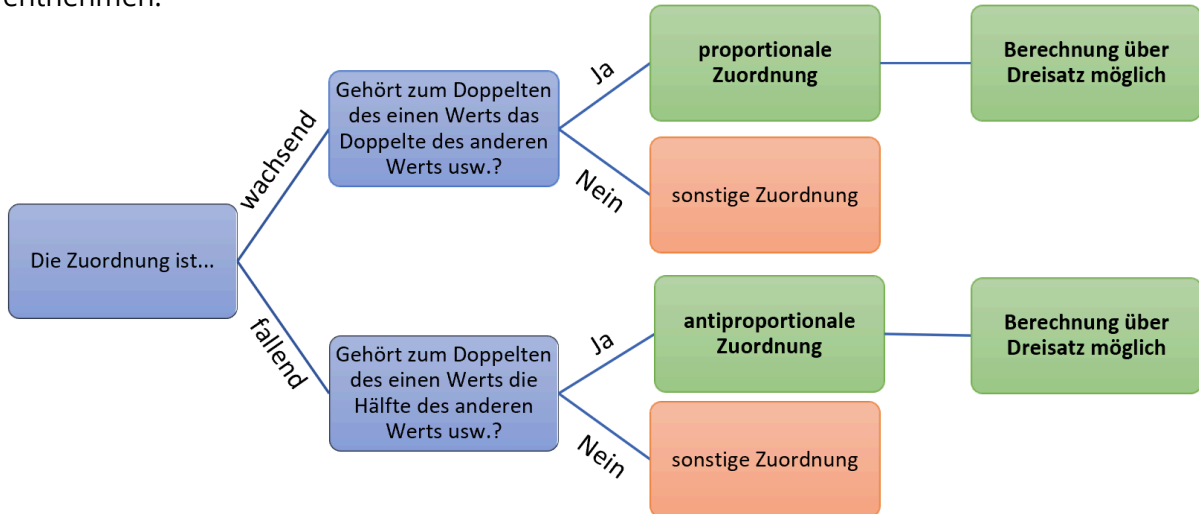 entnehmen.
Die Zuordnung ist...
wachsend
Gehört zum Doppelten
des einen Werts das
Doppelte des anderen
Werts usw.?
Ja
proportionale
Zuordnung
Berechnung über
Dreisatz möglich
Nein
sonstige Zuordnung
fallend
Gehört zum Doppelten
des einen Werts die
Hälfte des anderen
Werts usw.?
Ja
antiproportionale
Zuordnung
Berechnung über
Dreisatz möglich
Nein
sonstige Zuordnung